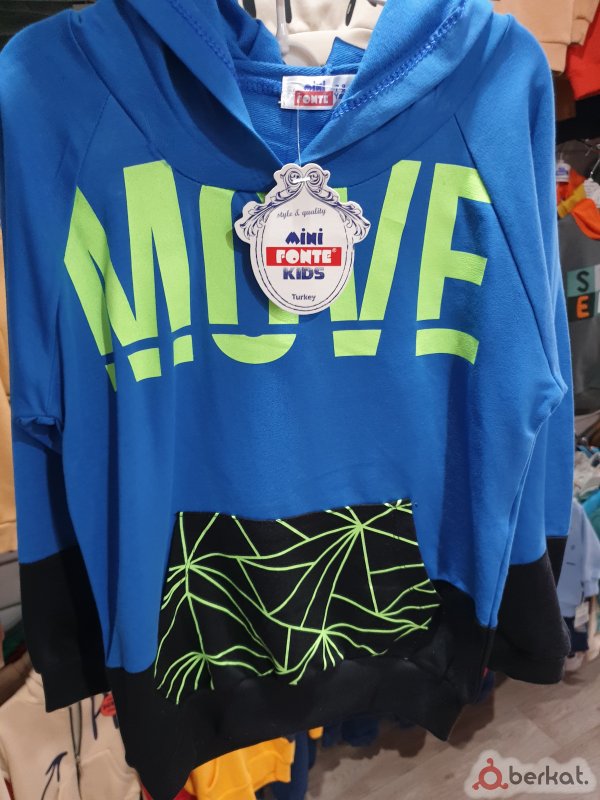 mini
FONTE
MOVE
style & quality
mini
FONTE®
KIDS
Turkey
S
E
berkat.